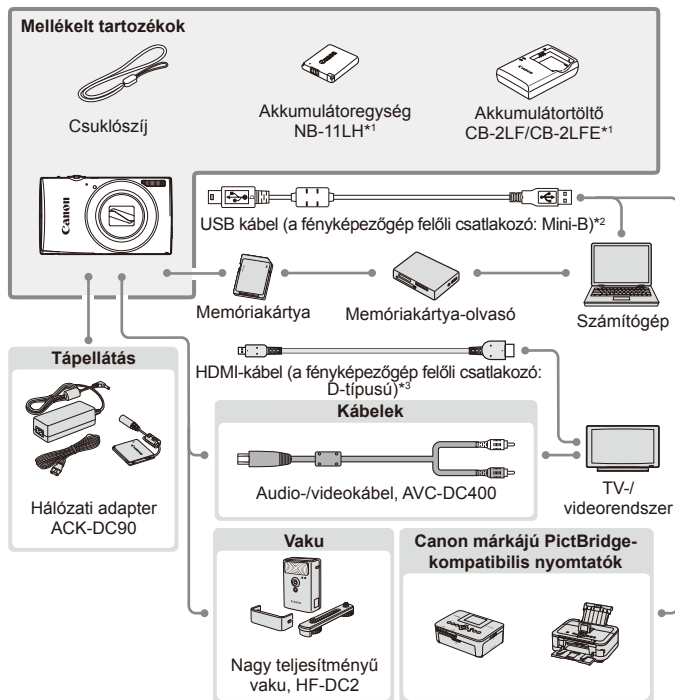 Mellékelt tartozékok
Csuklószíj
Akkumulátoregység
NB-11LH*1
Akkumulátortöltő
CB-2LF/CB-2LFE*1
Canon
USB kábel (a fényképezőgép felőli csatlakozó: Mini-B)*2
Memóriakártya
Memóriakártya-olvasó
Számítógép
HDMI-kábel (a fényképezőgép felőli csatlakozó:
D-típusú)*3
Tápellátás
Hálózati adapter
ACK-DC90
Kábelek
Audio-/videokábel, AVC-DC400
TV-/
videorendszer
Vaku
Nagy teljesítményű
vaku, HF-DC2
Canon márkájú PictBridge-
kompatibilis nyomtatók